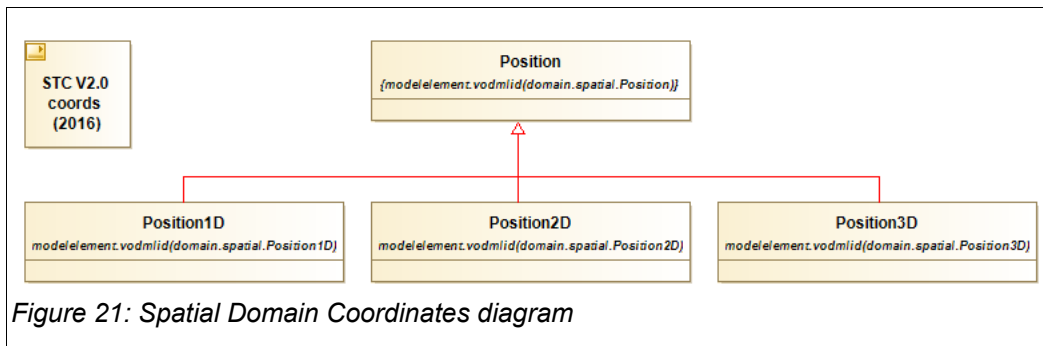 STC V2.0
coords
(2016)
Position
{modelelement.vodmlid(domain.spatial.Position)}
Position1D
modelelement.vodmlid(domain.spatial.Position1D)
Position2D
modelelement.vodmlid(domain.spatial.Position2D)
Position3D
modelelement.vodmlid(domain.spatial.Position3D)
Figure 21: Spatial Domain Coordinates diagram